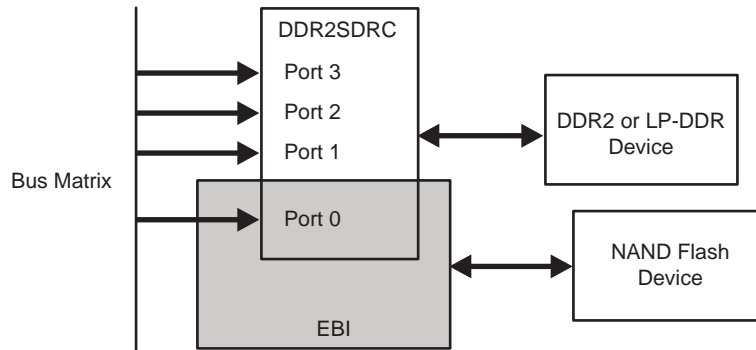 DDR2SDRC
Port 3
Port 2
Port 1
DDR2 or LP-DDR
Device
Bus Matrix
Port 0
NAND Flash
Device
EBI